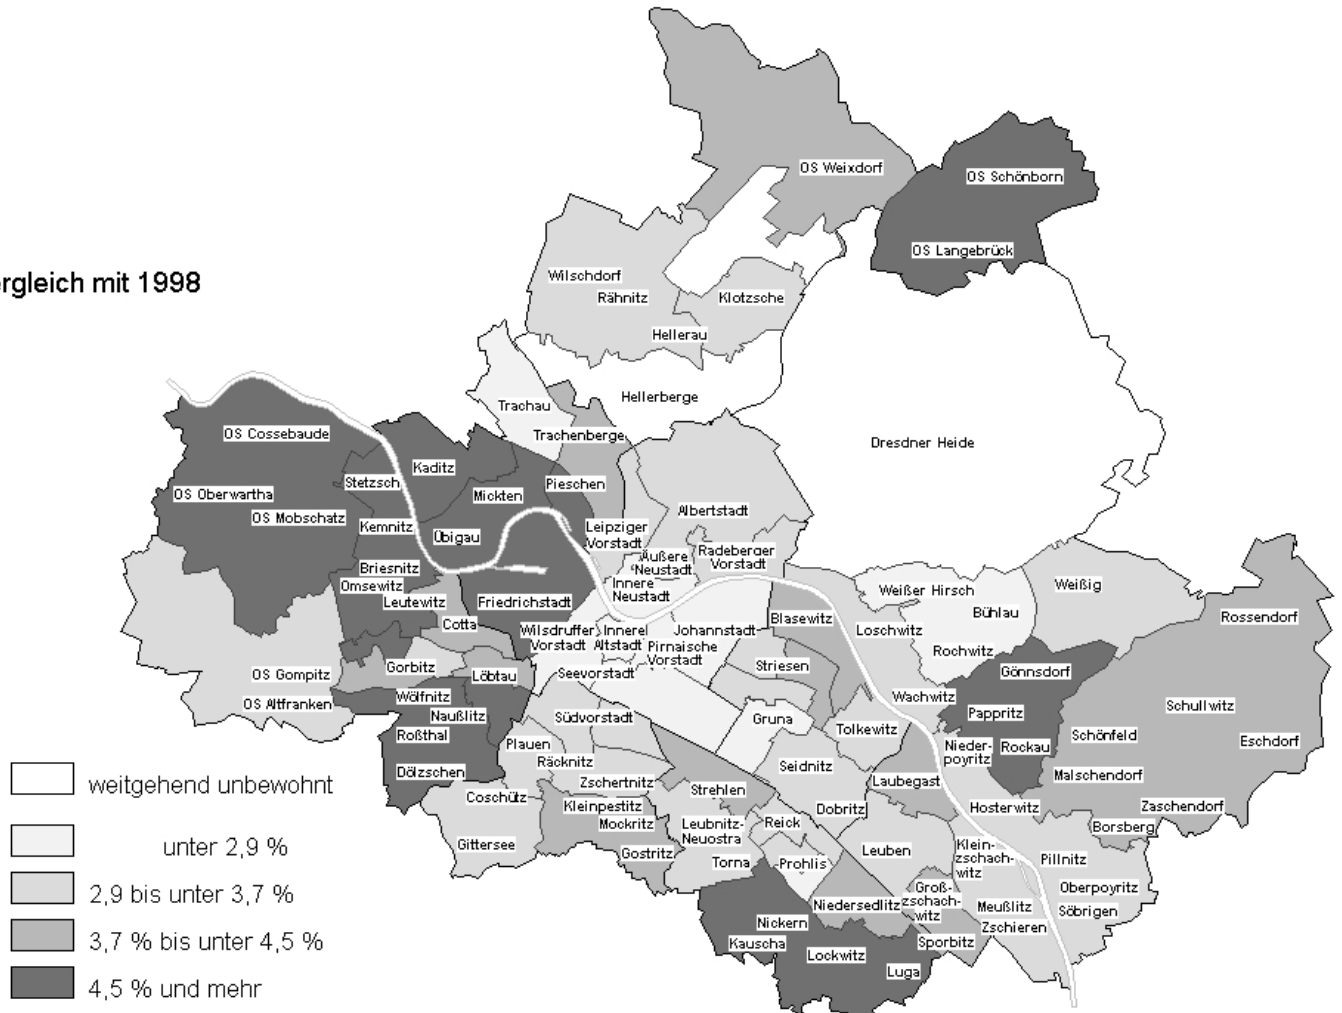 OS Weixdorf
OS Schönborn
OS Langebrück
ergleich mit 1998
Wilschdorf
Rähnitz
Klotzsche
Hellerau
Hellerberge
Trachau
Trachenberge
Dresdner Heide
OS Cossebaude
Kaditz
Stetzsch
Mickten
Pieschen
OS Oberwartha
OS Mobschatz
Kemnitz
Übigau
Albertstadt
Leipziger
Vorstadt
Äußere
Neustadt
Radeberger
Vorstadt
Innere
Neustadt
Briesnitz
Omsewitz
Leutewitz
Friedrichstadt
Cotta
Wilsdruffer
Vorstadt
Innere
Altstadt
Johannstadt
Pirnaische
Vorstadt
Seevorstadt
Blasewitz
Loschwitz
Weißer Hirsch
Bühlau
Weißig
Rossendorf
Rochwitz
Gönnsdorf
Striesen
OS Gompitz
Gorbitz
Löbtau
OS Altfranken
Wölfnitz
Naußlitz
Roßthal
Dölzschen
Südvorstadt
Plauen
Räcknitz
Zschertnitz
Gruna
Tolkewitz
Wachwitz
Pappritz
Nieder-
poyritz
Rockau
Schönfeld
Schullwitz
Eschdorf
Malschendorf
Zaschendorf
Borsberg
Hosterwitz
Seidnitz
Laubegast
Dobritz
Strehlen
Coschütz
Kleinpestitz
Mockritz
Gostritz
Gittersee
Leubnitz-
Neuostra
Torna
Reick
Prohlis
Leuben
Klein-
zschach-
witz
Pillnitz
Oberpoyritz
Söbrigen
Groß-
zschach-
witz
Meußlitz
Zschieren
Niedersedlitz
Sporbitz
Nickern
Kauscha
Lockwitz
Luga
weitgehend unbewohnt
unter 2,9 %
2,9 bis unter 3,7 %
3,7 % bis unter 4,5 %
4,5 % und mehr